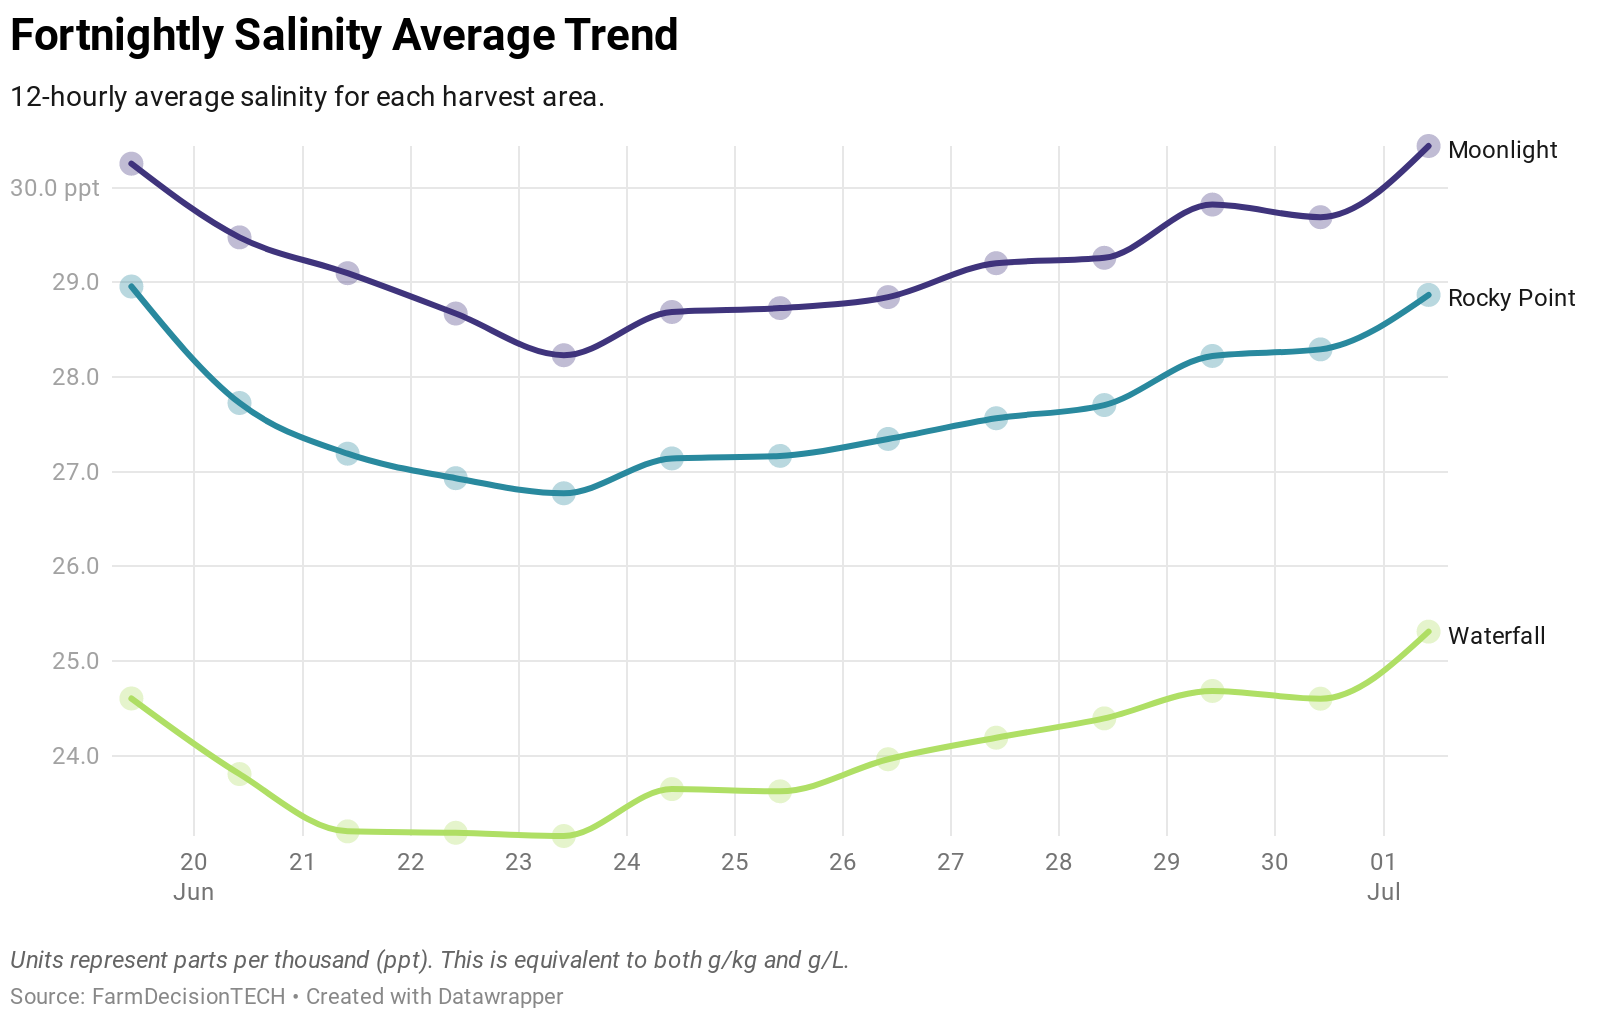 Fortnightly Salinity Average Trend
12-hourly average salinity for each harvest area.
Moonlight
30.0 ppt
29.0
Rocky Point
28.0
27.0
26.0
Waterfall
25.0
24.0
20 21 22 23 24 25 26 27 28 29 30 01
Jun Jul
Units represent parts per thousand (ppt). This is equivalent to both g/kg and g/L.
Source: FarmDecisionTECH • Created with Datawrapper